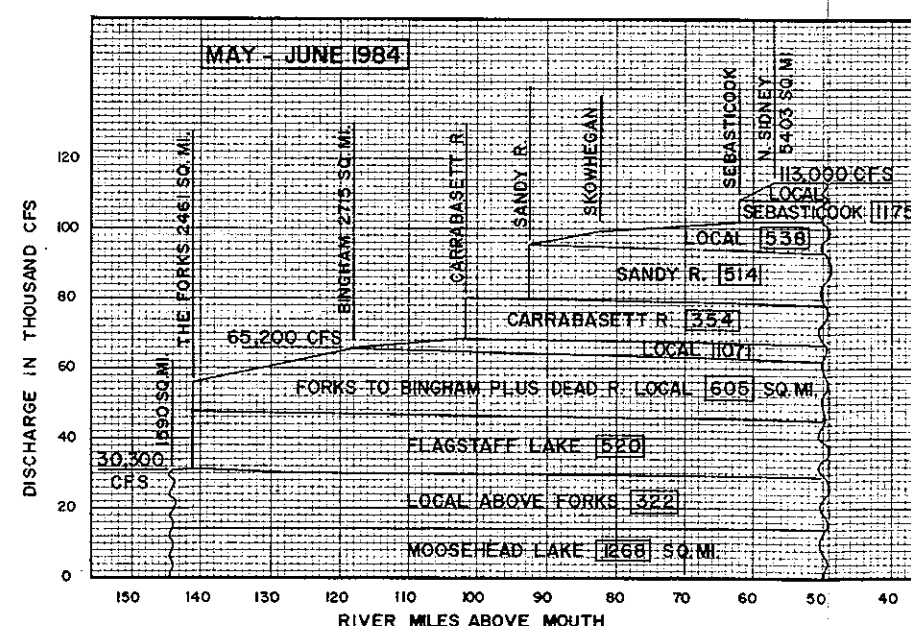 MAY - JUNE 1984
THE FORKS 2461 SQ. MI.
BINGHAM 2715 SQ. MI.
CARRABASETT R.
SANDY R.
SKOWHEGAN
SEBASTICOOK
N. SIDNEY
5403 SQ. MI.
1590 SQ. MI.
113,000 CFS
LOCAL
SEBASTICOOK 1175
LOCAL 538
SANDY R. 514
CARRABASETT R. 354
65,200 CFS
LOCAL 107
FORKS TO BINGHAM PLUS DEAD R. LOCAL 605 SQ. MI.
FLAGSTAFF LAKE 520
30,300
CFS
LOCAL ABOVE FORKS 322
MOOSEHEAD LAKE 1268 SQ. MI.
DISCHARGE IN THOUSAND CFS
120
100
80
60
40
20
0
150 140 130 120 110 100 90 80 70 60 50 40
RIVER MILES ABOVE MOUTH